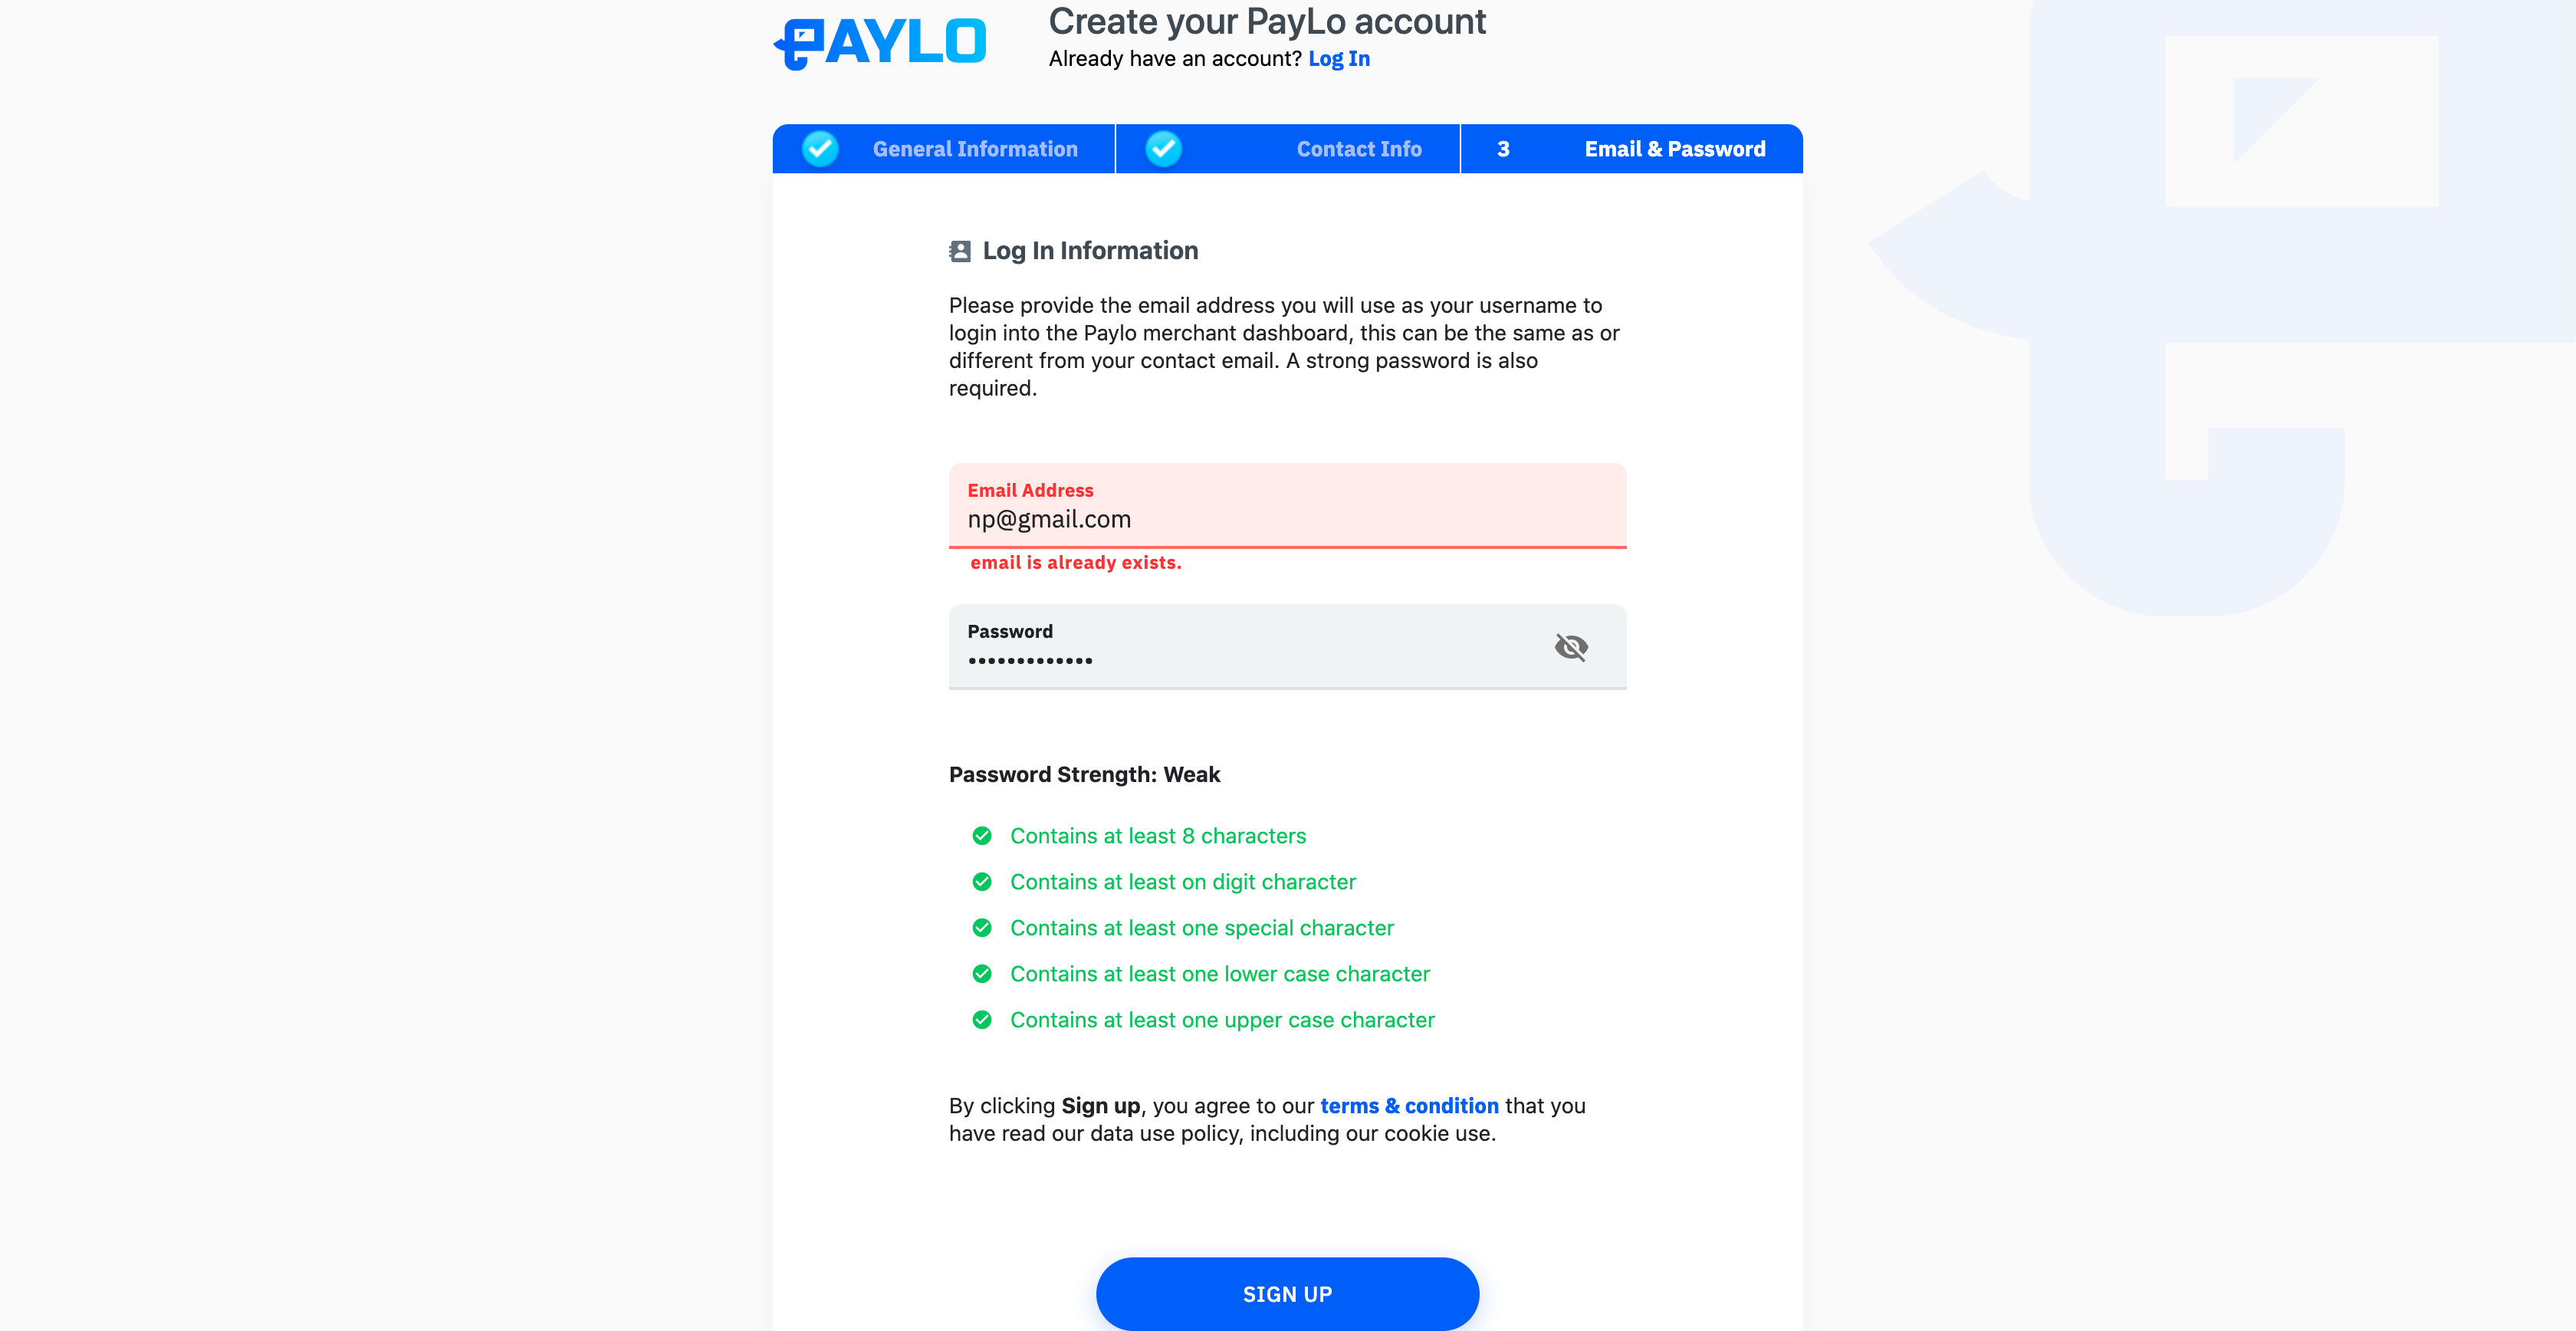 PAYLO
Create your PayLo account
Already have an account? Log In
General Information
Contact Info
3
Email & Password
Log In Information
Please provide the email address you will use as your username to
login into the Paylo merchant dashboard, this can be the same as or
different from your contact email. A strong password is also
required.
Email Address
np@gmail.com
email is already exists.
Password
•••••••••••••
Password Strength: Weak
Contains at least 8 characters
Contains at least on digit character
Contains at least one special character
Contains at least one lower case character
Contains at least one upper case character
By clicking Sign up, you agree to our terms & condition that you
have read our data use policy, including our cookie use.
SIGN UP